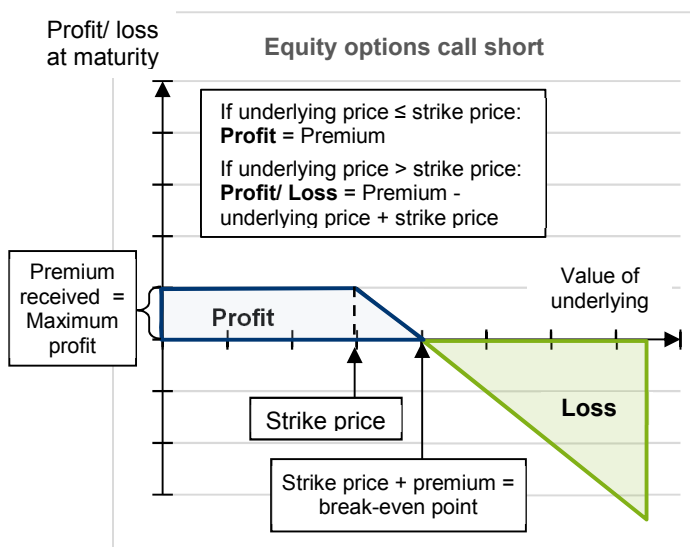 Profit/ loss
at maturity
Equity options call short
If underlying price ≤ strike price:
Profit = Premium
If underlying price > strike price:
Profit/ Loss = Premium -
underlying price + strike price
Premium
received =
Maximum
profit
Profit
Value of
underlying
Strike price
Loss
Strike price + premium =
break-even point